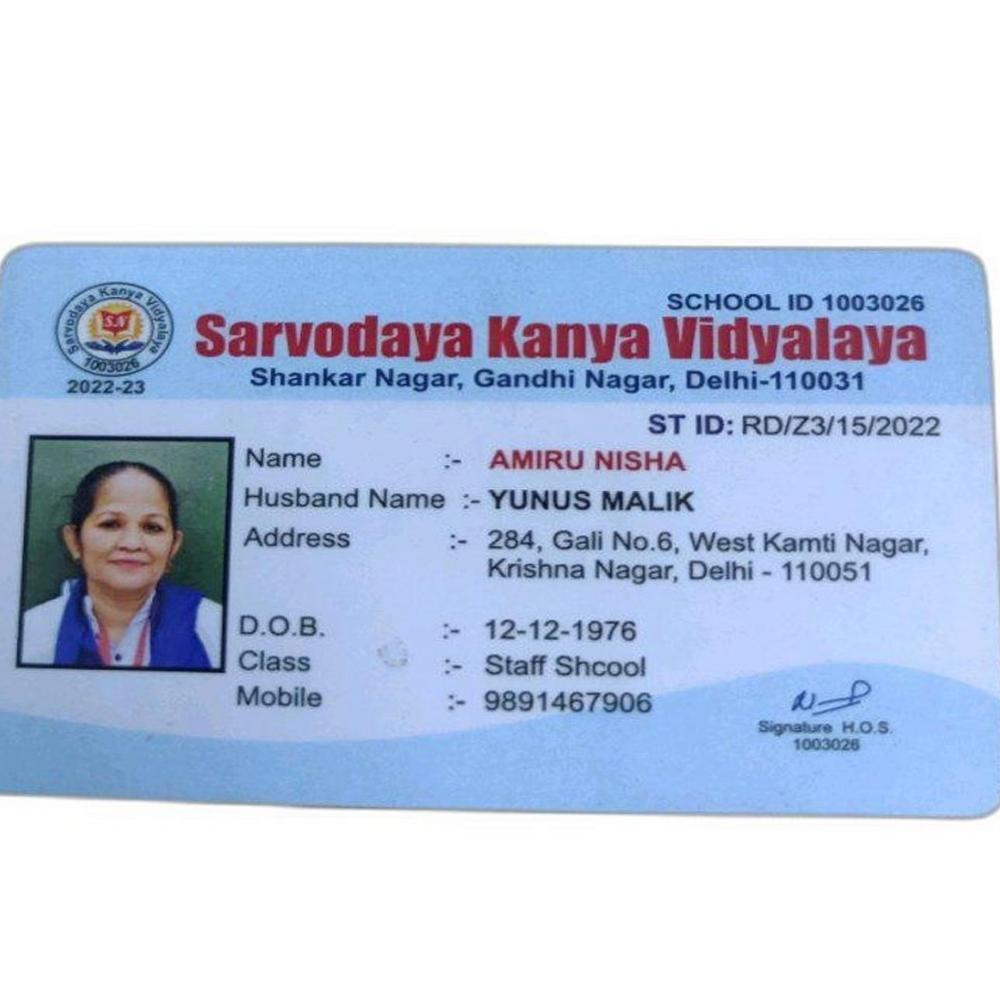 SCHOOL ID 1003026
Sarvodaya Kanya Vidyalaya
Shankar Nagar, Gandhi Nagar, Delhi-110031
Sarvodaya Kanya Vidyalaya
SN
1003026
2022-23
ST ID: RD/Z3/15/2022
Name :- AMIRU NISHA
Husband Name :- YUNUS MALIK
Address :- 284, Gali No.6, West Kamti Nagar,
Krishna Nagar, Delhi - 110051
D.O.B. :- 12-12-1976
Class :- Staff Shcool
Mobile :- 9891467906
Signature H.O.S.
1003026